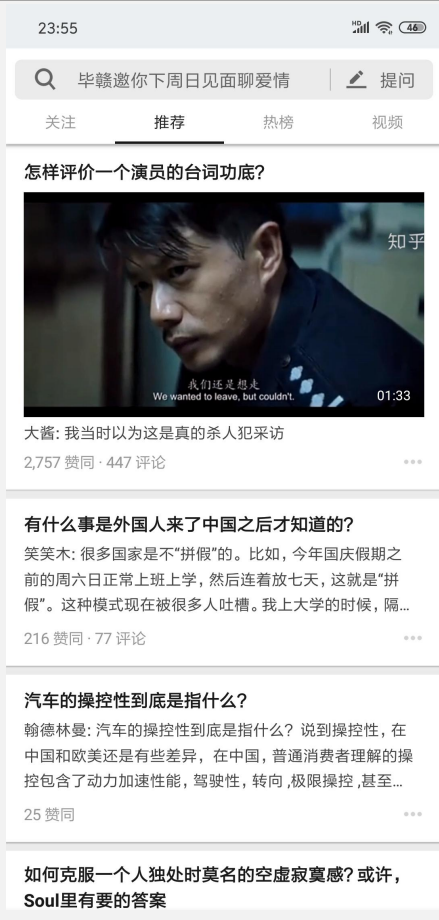 23:55
HD
46
毕赣邀你下周日见面聊爱情
提问
关注 推荐 热榜 视频
怎样评价一个演员的台词功底?
知乎
我们还是想走
We wanted to leave, but couldn't.
01:33
大酱: 我当时以为这是真的杀人犯采访
2,757 赞同 · 447 评论
有什么事是外国人来了中国之后才知道的?
笑笑木: 很多国家是不“拼假”的。比如, 今年国庆假期之
前的周六日正常上班上学, 然后连着放七天, 这就是“拼
假”。这种模式现在被很多人吐槽。我上大学的时候, 隔...
216 赞同 · 77 评论
汽车的操控性到底是指什么?
翰德林曼: 汽车的操控性到底是指什么? 说到操控性, 在
中国和欧美还是有些差异, 在中国, 普通消费者理解的操
控包含了动力加速性能, 驾驶性, 转向 ,极限操控 ,甚至...
25 赞同
如何克服一个人独处时莫名的空虚寂寞感? 或许,
Soul里有要的答案